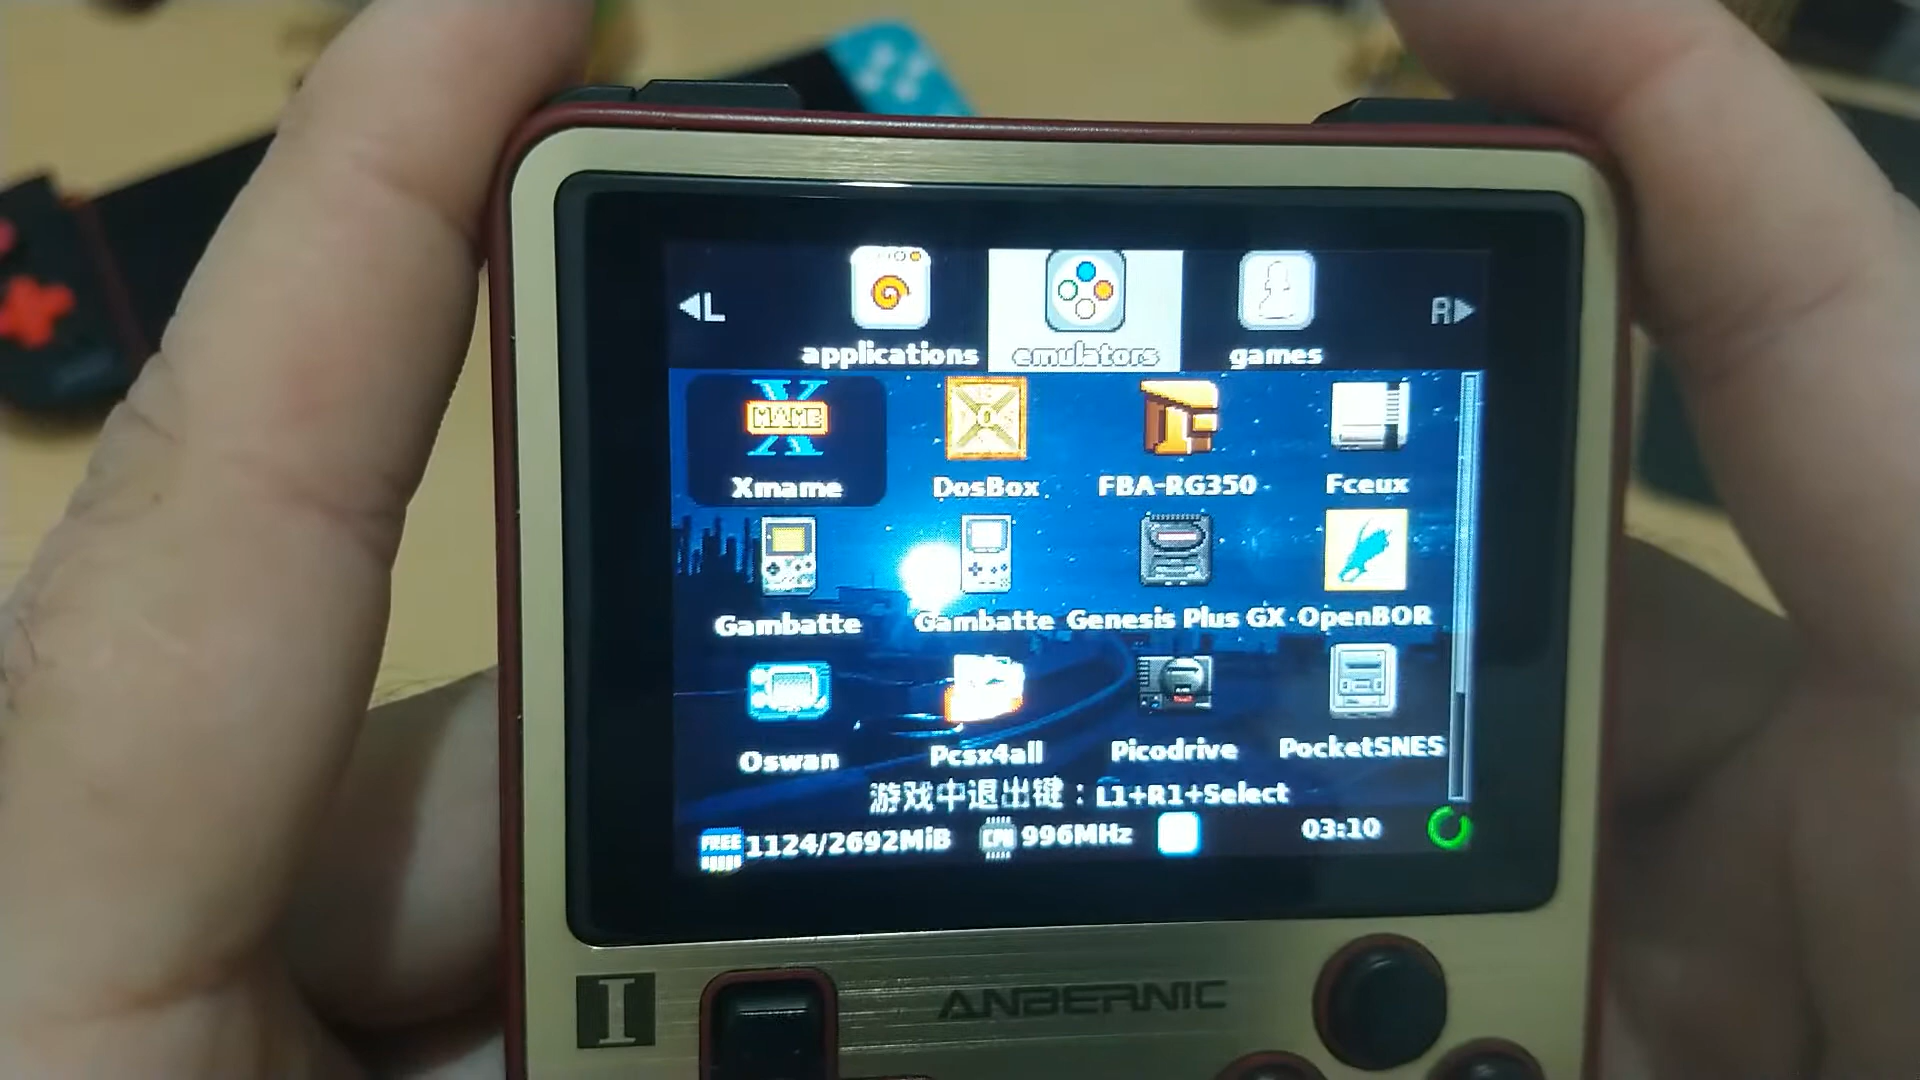 L
R
applications emulators games
MAME
Xmame DosBox FBA-RG350 Fceux
Gambatte Gambatte Genesis Plus GX OpenBOR
Oswan Pcsx4all Picodrive PocketSNES
游戏中退出键：L1+R1+Select
FREE 1124/2692MiB CPU 996MHz 03:10
I ANBERNIC